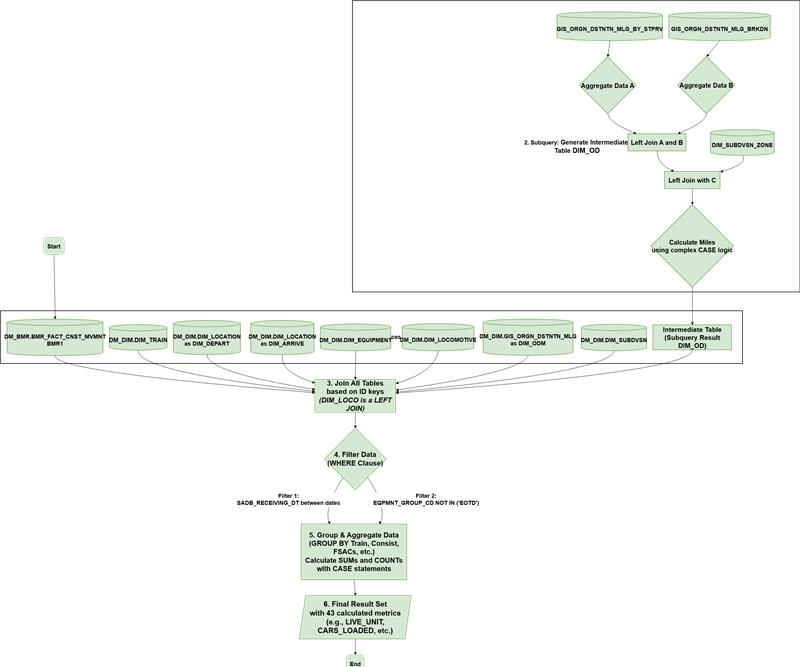 GIS_ORGN_DSTNTN_MLG_BY_STPRV
GIS_ORGN_DSTNTN_MLG_BRKDN
Aggregate Data A
Aggregate Data B
2. Subquery: Generate Intermediate
Table DIM_OD
Left Join A and B
DIM_SUBDVSN_ZONE
Left Join with C
Calculate Miles
using complex CASE logic
Start
DM_BMR.BMR_FACT_CNST_MVMNT
BMR1
DM_DIM.DIM_TRAIN
DM_DIM.DIM_LOCATION
as DIM_DEPART
DM_DIM.DIM_LOCATION
as DIM_ARRIVE
DM_DIM.DIM_EQUIPMENT
DM_DIM.DIM_LOCOMOTIVE
DM_DIM.GIS_ORGN_DSTNTN_MLG
as DIM_ODM
DM_DIM.DIM_SUBDVSN
Intermediate Table
(Subquery Result
DIM_OD)
3. Join All Tables
based on ID keys
(DIM_LOCO is a LEFT
JOIN)
4. Filter Data
(WHERE Clause)
Filter 1:
SADB_RECEIVING_DT between dates
Filter 2:
EQPMNT_GROUP_CD NOT IN ('EOTD')
5. Group & Aggregate Data
(GROUP BY Train, Consist,
FSACs, etc.)
Calculate SUMs and COUNTs
with CASE statements
6. Final Result Set
with 43 calculated metrics
(e.g., LIVE_UNIT,
CARS_LOADED, etc.)
End